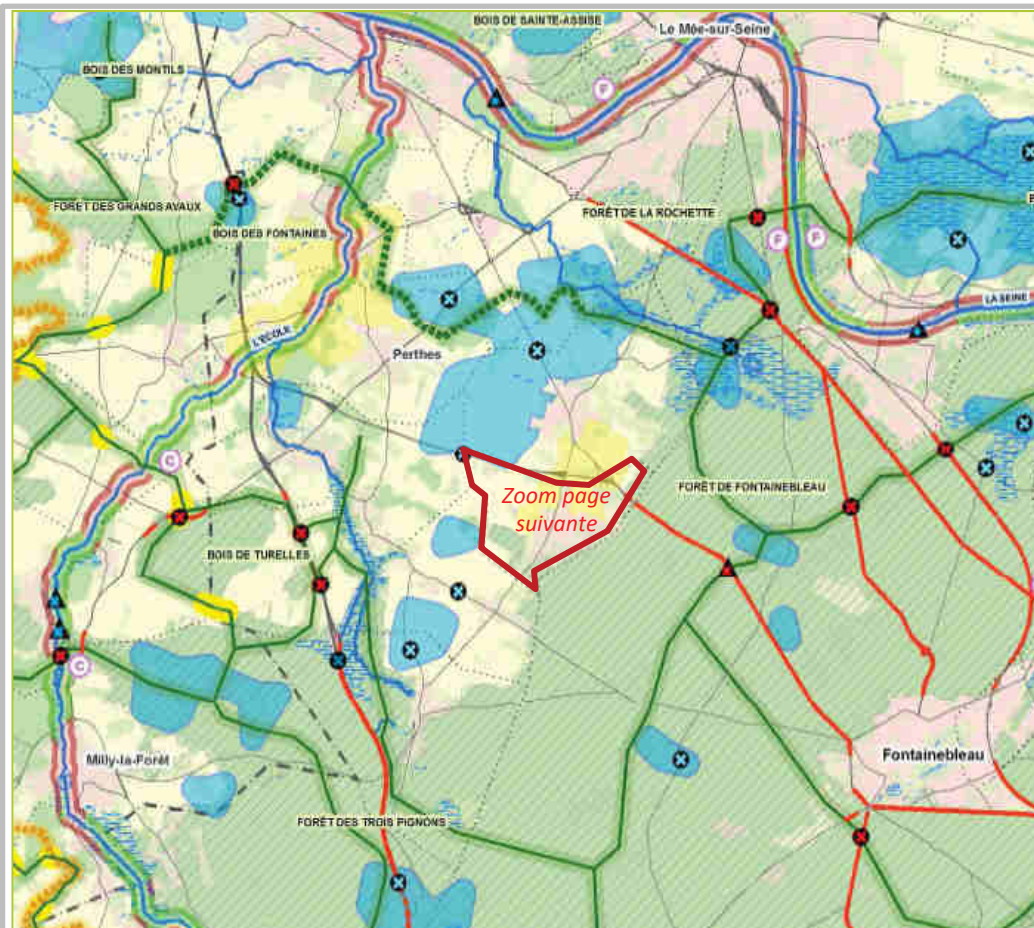 BOIS DE SAINTE-ASSISE
Le Mée-sur-Seine
BOIS DES MONTILS
F
FORÊT DES GRANDS AVAUX
FORÊT DE LA ROCHETTE
BOIS DES FONTAINES
F
F
LA SEINE
L'ECOLE
Perthes
C
Zoom page
suivante
FORÊT DE FONTAINEBLEAU
BOIS DE TURELLES
C
Milly-la-Forêt
Fontainebleau
FORÊT DES TROIS PIGNONS